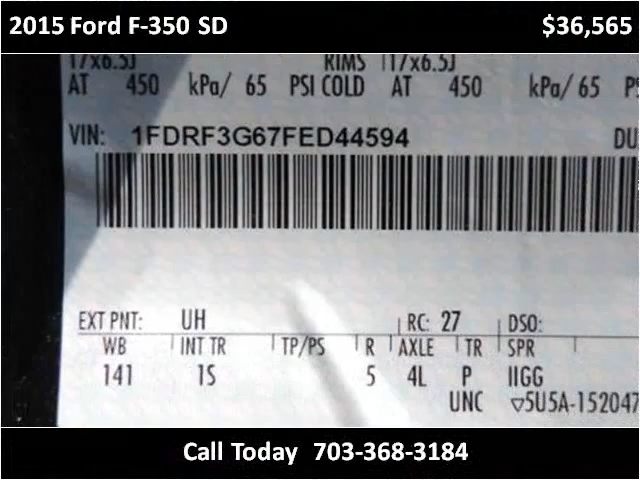 2015 Ford F-350 SD $36,565
17x6.5J RIMS 17x6.5J
AT 450 kPa/ 65 PSI COLD AT 450 kPa/ 65
VIN: 1FDRF3G67FED44594 DU
EXT PNT: UH RC: 27 DSO:
WB INT TR TP/PS R AXLE TR SPR
141 1S 5 4L P IIGG
UNC ▽5U5A-152047
Call Today 703-368-3184